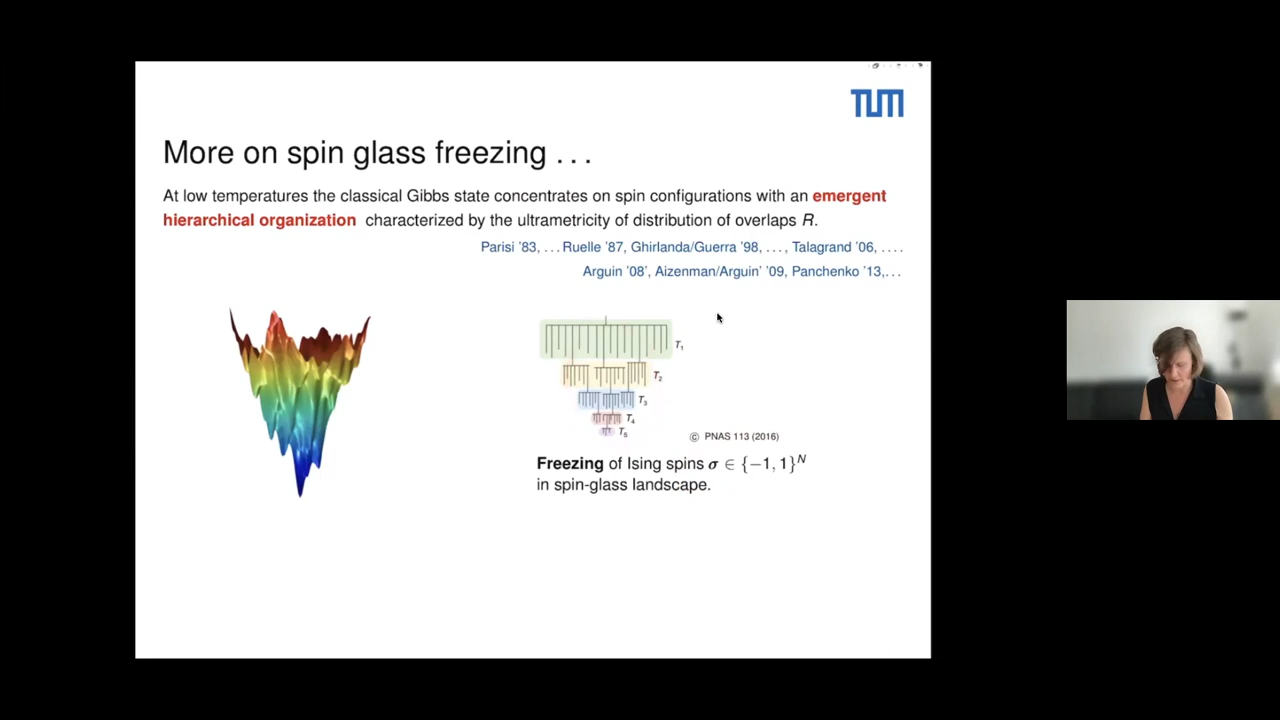 TUM
More on spin glass freezing . . .
At low temperatures the classical Gibbs state concentrates on spin configurations with an emergent
hierarchical organization characterized by the ultrametricity of distribution of overlaps R.
Parisi '83, . . . Ruelle '87, Ghirlanda/Guerra '98, . . . , Talagrand '06, . . . .
Arguin '08', Aizenman/Arguin' '09, Panchenko '13,. . .
T₁
T₂
T₃
T₄
T₅
© PNAS 113 (2016)
Freezing of Ising spins σ ∈ {−1, 1}ᴺ
in spin-glass landscape.